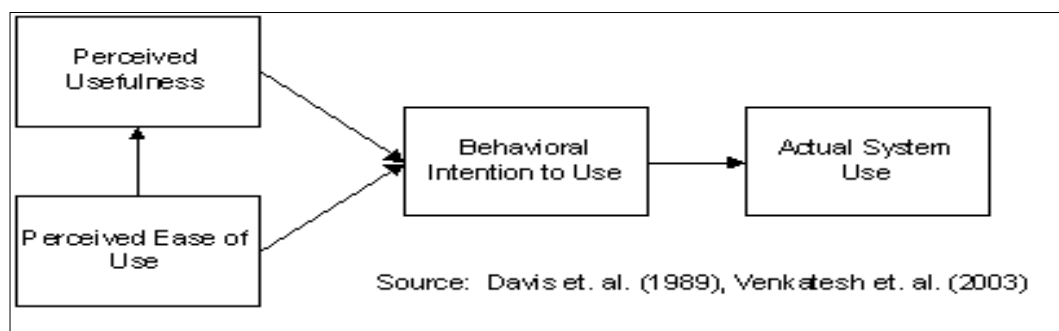 Perceived
Usefulness
Behavioral
Intention to Use
Actual System
Use
Perceived Ease of
Use
Source: Davis et. al. (1989), Venkatesh et. al. (2003)